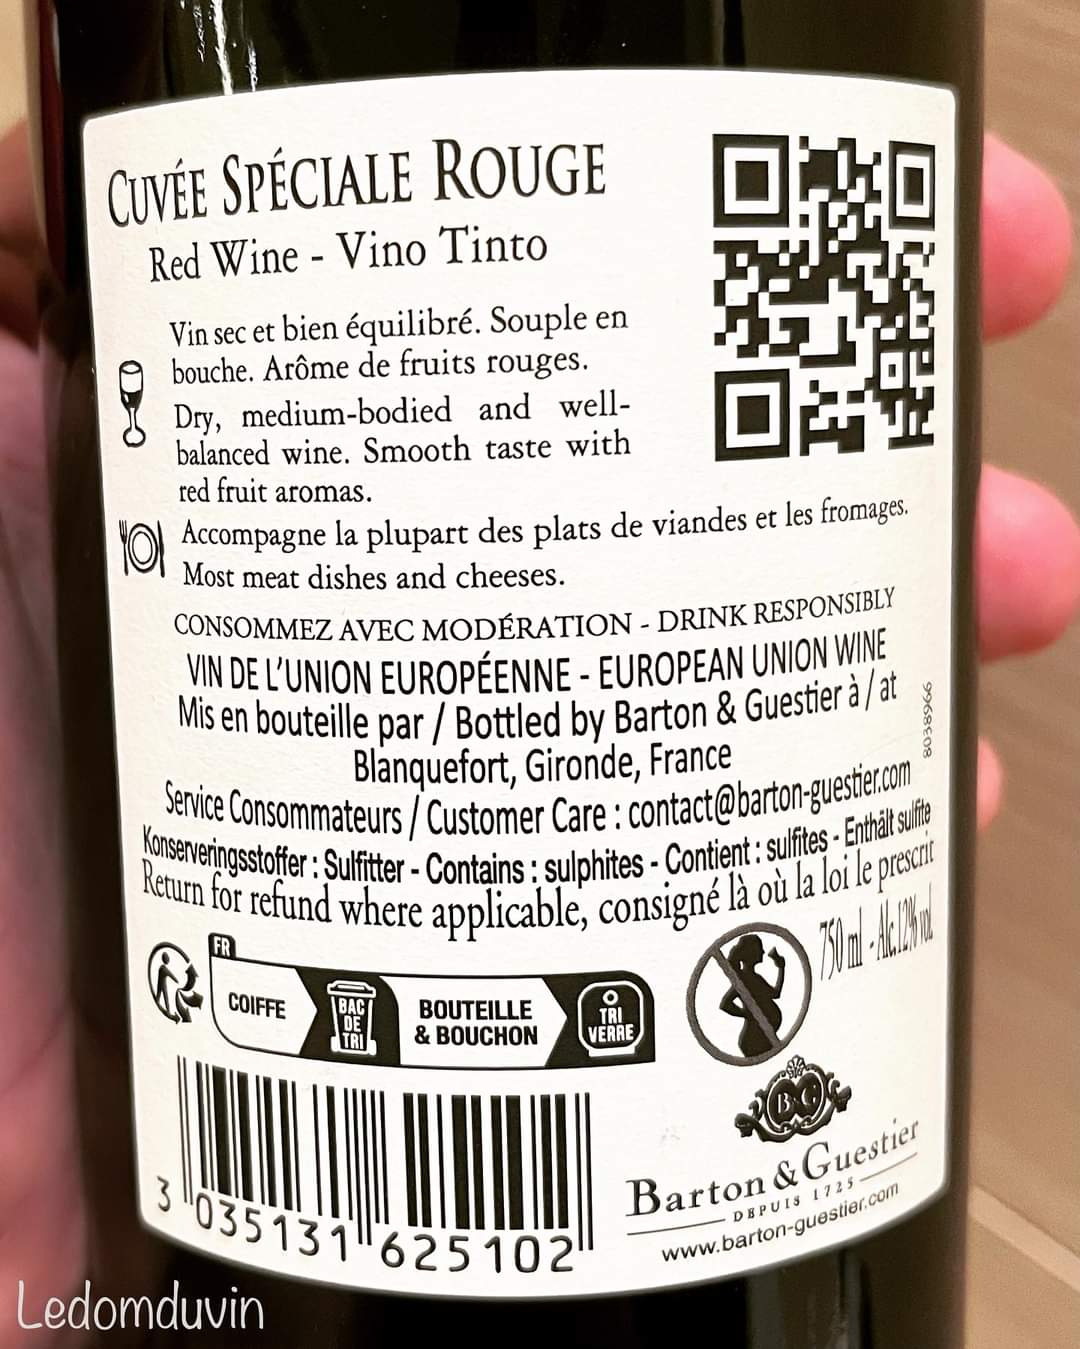 CUVÉE SPÉCIALE ROUGE
Red Wine - Vino Tinto
Vin sec et bien équilibré. Souple en
bouche. Arôme de fruits rouges.
Dry, medium-bodied and well-
balanced wine. Smooth taste with
red fruit aromas.
Accompagne la plupart des plats de viandes et les fromages.
Most meat dishes and cheeses.
CONSOMMEZ AVEC MODÉRATION - DRINK RESPONSIBLY
VIN DE L'UNION EUROPÉENNE - EUROPEAN UNION WINE
Mis en bouteille par / Bottled by Barton & Guestier à / at
Blanquefort, Gironde, France
8038966
Service Consommateurs / Customer Care : contact@barton-guestier.com
Konserveringsstoffer : Sulfitter - Contains : sulphites - Contient : sulfites - Enthält sulfite
Return for refund where applicable, consigné là où la loi le prescrit
750 ml - Alc.12% vol.
FR
COIFFE
BAC
DE
TRI
BOUTEILLE
& BOUCHON
TRI
VERRE
B&G
Barton & Guestier
DEPUIS 1725
www.barton-guestier.com
3 035131 625102
Ledomduvin